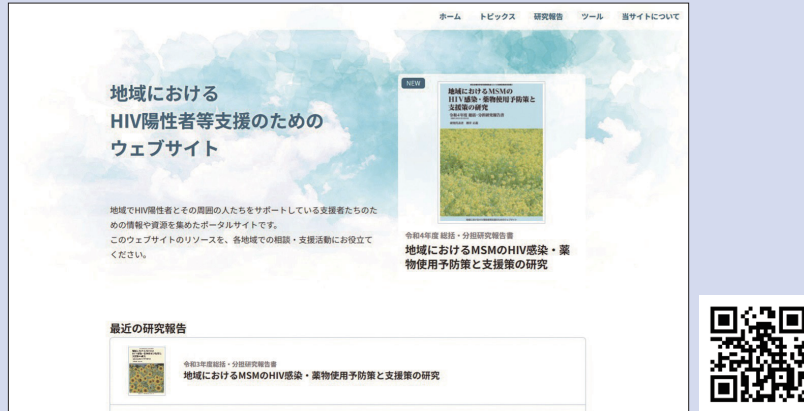 ホーム トピックス 研究報告 ツール 当サイトについて
地域における
HIV陽性者等支援のための
ウェブサイト
地域でHIV陽性者とその周囲の人たちをサポートしている支援者たちのた
めの情報や資源を集めたポータルサイトです。
このウェブサイトのリソースを、各地域での相談・支援活動にお役立て
ください。
NEW
地域におけるMSMの
HIV感染・薬物使用予防策と
支援策の研究
令和4年度 総括・分担研究報告書
地域におけるMSMのHIV感染・薬
物使用予防策と支援策の研究
最近の研究報告
令和3年度総括・分担研究報告書
地域におけるMSMのHIV感染・薬物使用予防策と支援策の研究